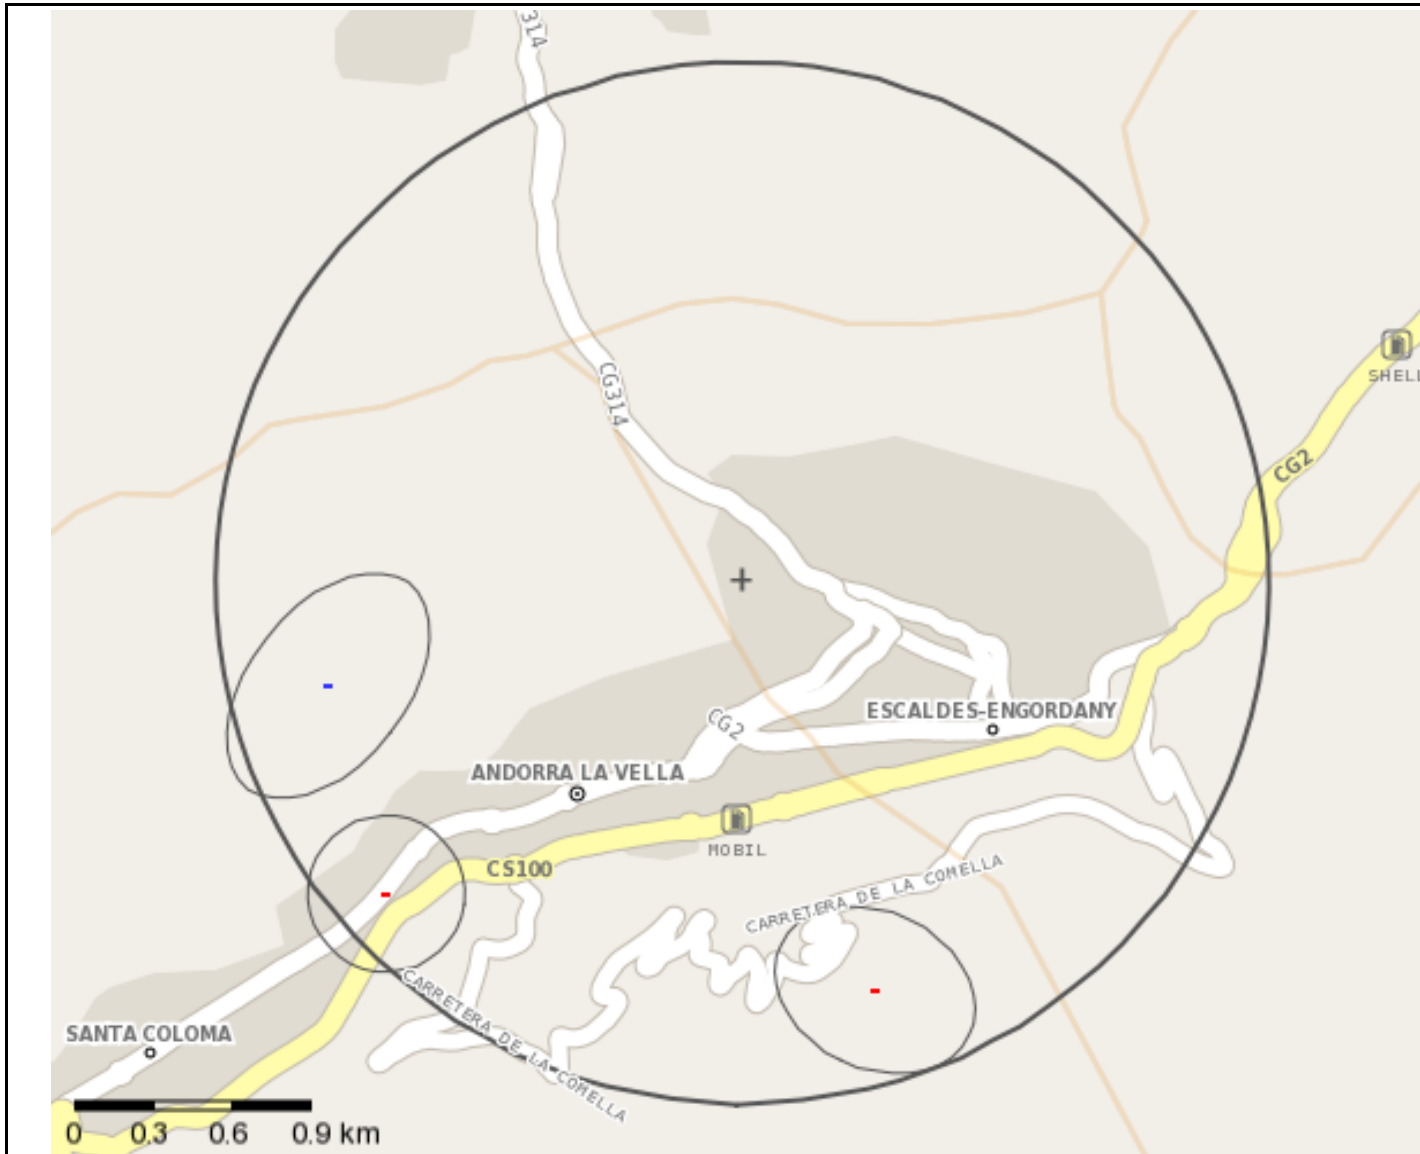 314
CG314
SHELL
CG2
ESCALDES-ENGORDANY
CG2
ANDORRA LA VELLA
MOBIL
CS100
CARRETERA DE LA COMELLA
CARRETERA DE LA COMELLA
SANTA COLOMA
0 0.3 0.6 0.9 km